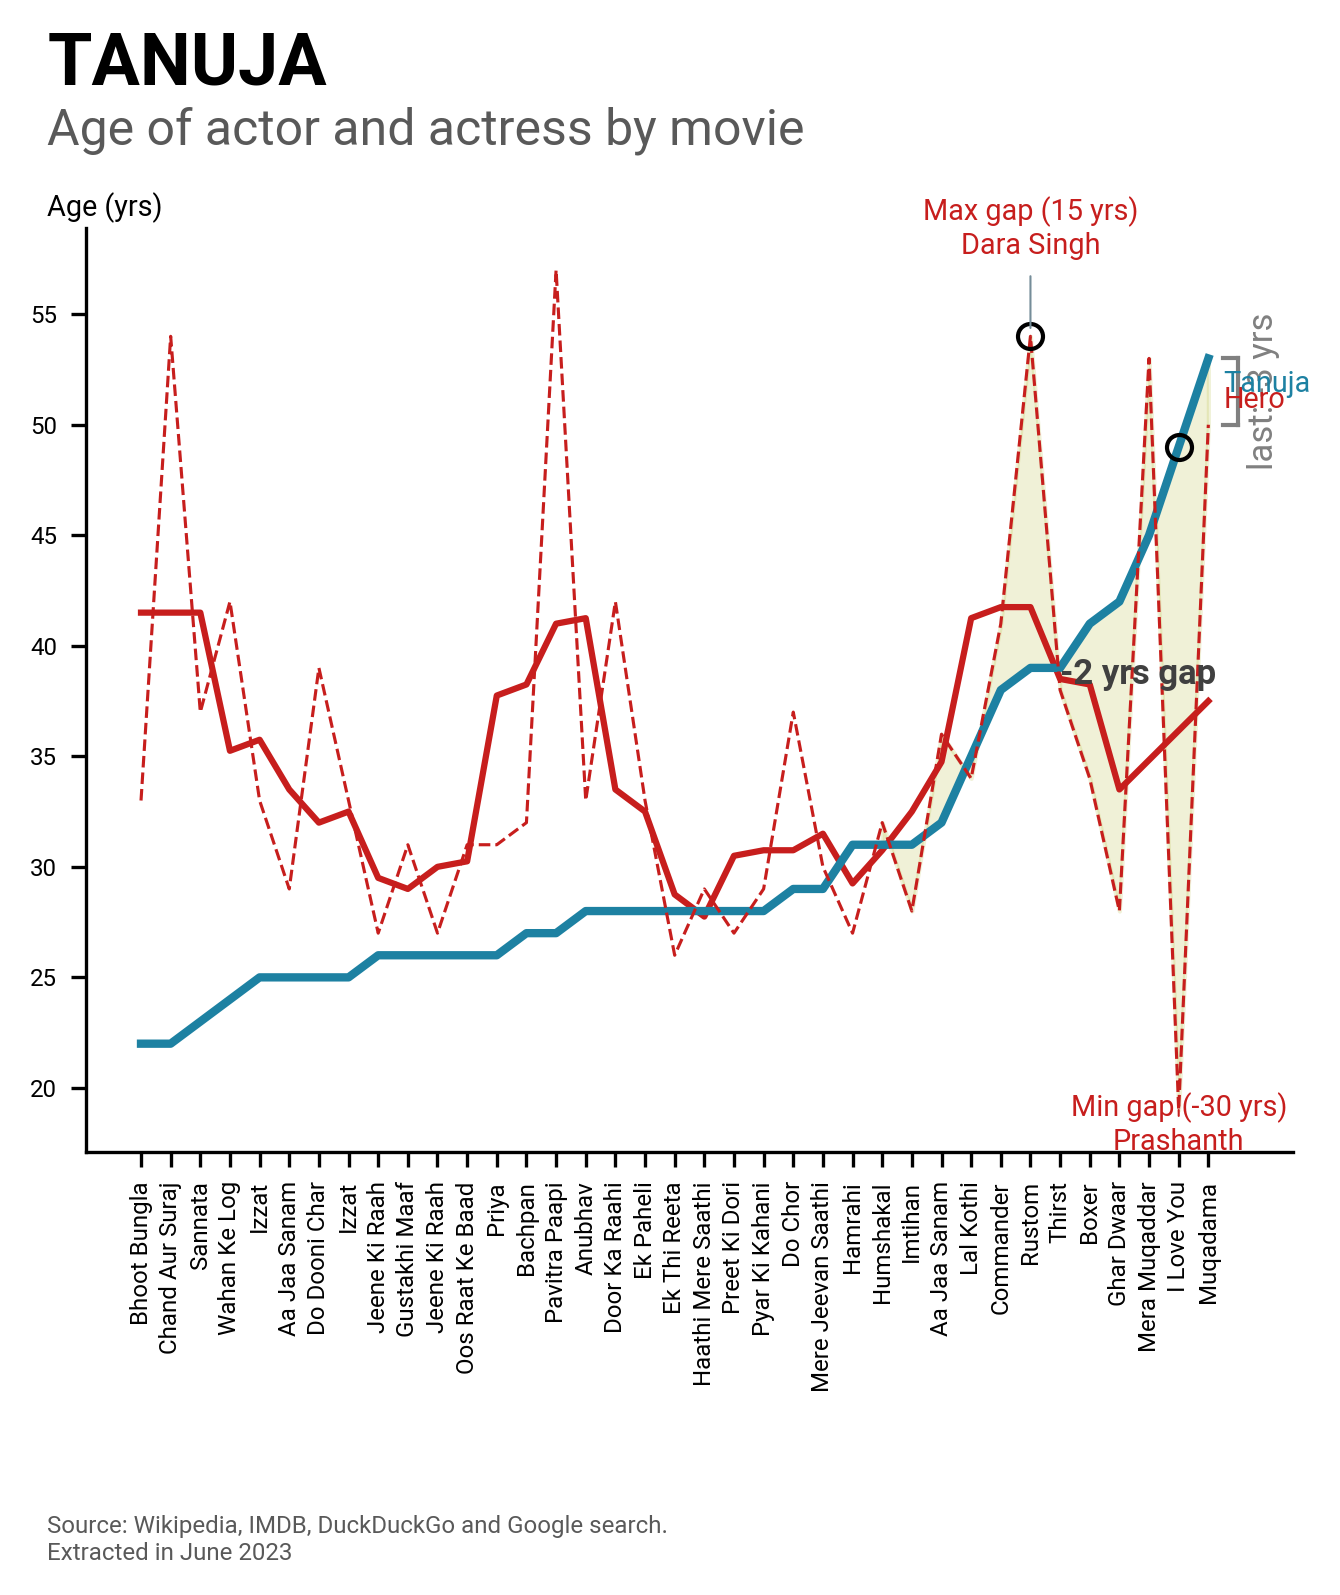 TANUJA
Age of actor and actress by movie
Age (yrs)
Max gap (15 yrs)
Dara Singh
55
50
45
40
35
30
25
20
last: 3 yrs
Tanuja
Hero
-2 yrs gap
Min gap (-30 yrs)
Prashanth
Bhoot Bungla
Chand Aur Suraj
Sannata
Wahan Ke Log
Izzat
Aa Jaa Sanam
Do Dooni Char
Izzat
Jeene Ki Raah
Gustakhi Maaf
Jeene Ki Raah
Oos Raat Ke Baad
Priya
Bachpan
Pavitra Paapi
Anubhav
Door Ka Raahi
Ek Paheli
Ek Thi Reeta
Haathi Mere Saathi
Preet Ki Dori
Pyar Ki Kahani
Do Chor
Mere Jeevan Saathi
Hamrahi
Humshakal
Imtihan
Aa Jaa Sanam
Lal Kothi
Commander
Rustom
Thirst
Boxer
Ghar Dwaar
Mera Muqaddar
I Love You
Muqadama
Source: Wikipedia, IMDB, DuckDuckGo and Google search.
Extracted in June 2023